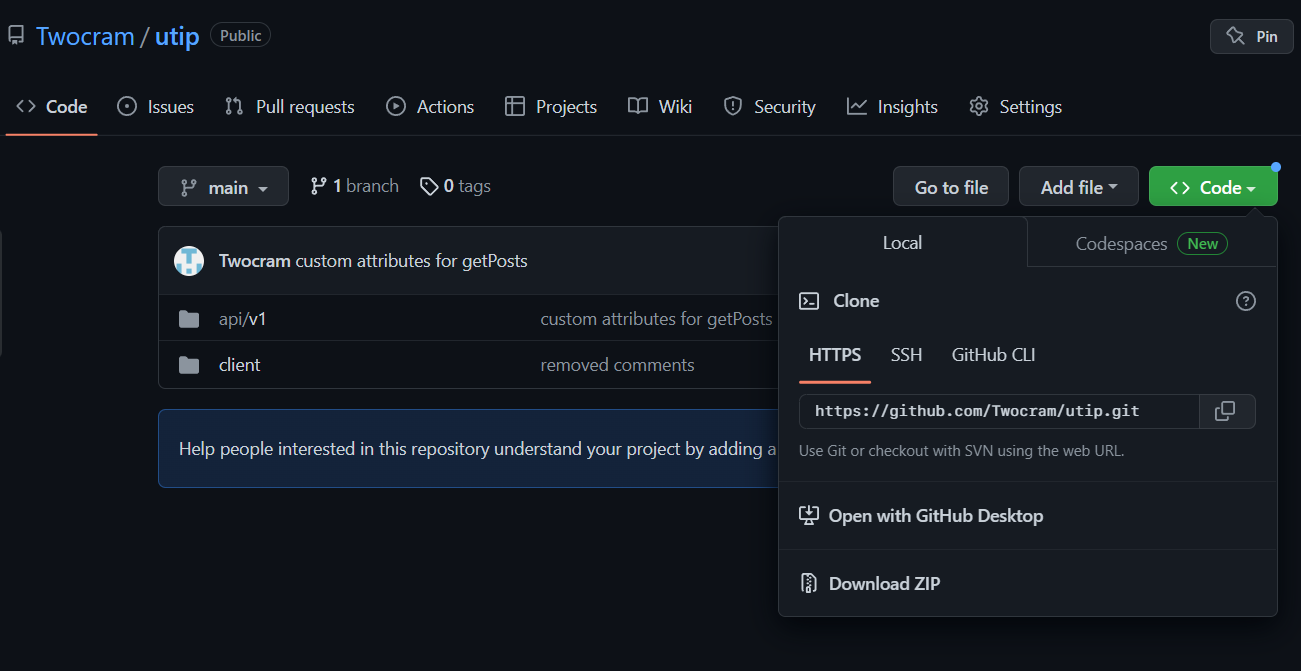 Twocram / utip Public
Pin
Code Issues Pull requests Actions Projects Wiki Security Insights Settings
main 1 branch 0 tags Go to file Add file Code
Twocram custom attributes for getPosts
api/v1 custom attributes for getPosts
client removed comments
Help people interested in this repository understand your project by adding a
Local Codespaces New
Clone
HTTPS SSH GitHub CLI
https://github.com/Twocram/utip.git
Use Git or checkout with SVN using the web URL.
Open with GitHub Desktop
Download ZIP